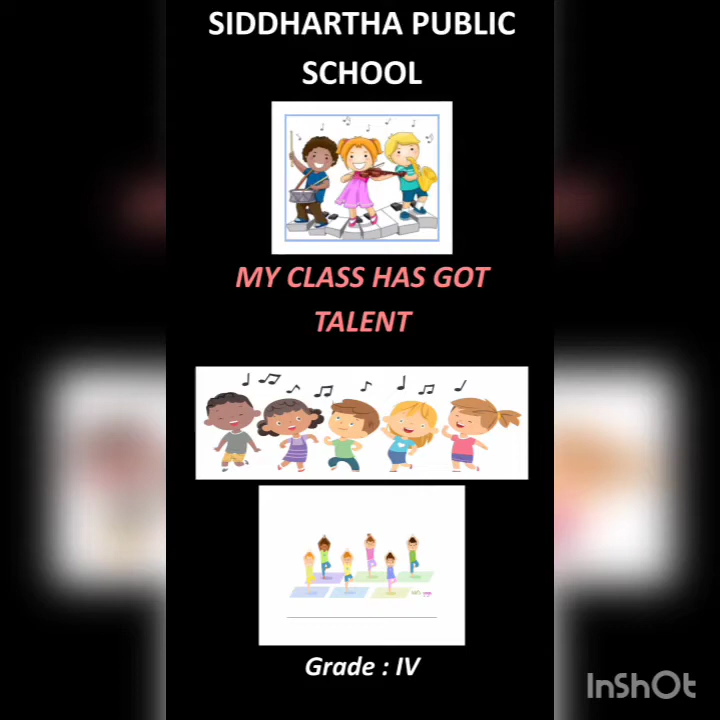 SIDDHARTHA PUBLIC
SCHOOL
MY CLASS HAS GOT
TALENT
Grade : IV
InShOt